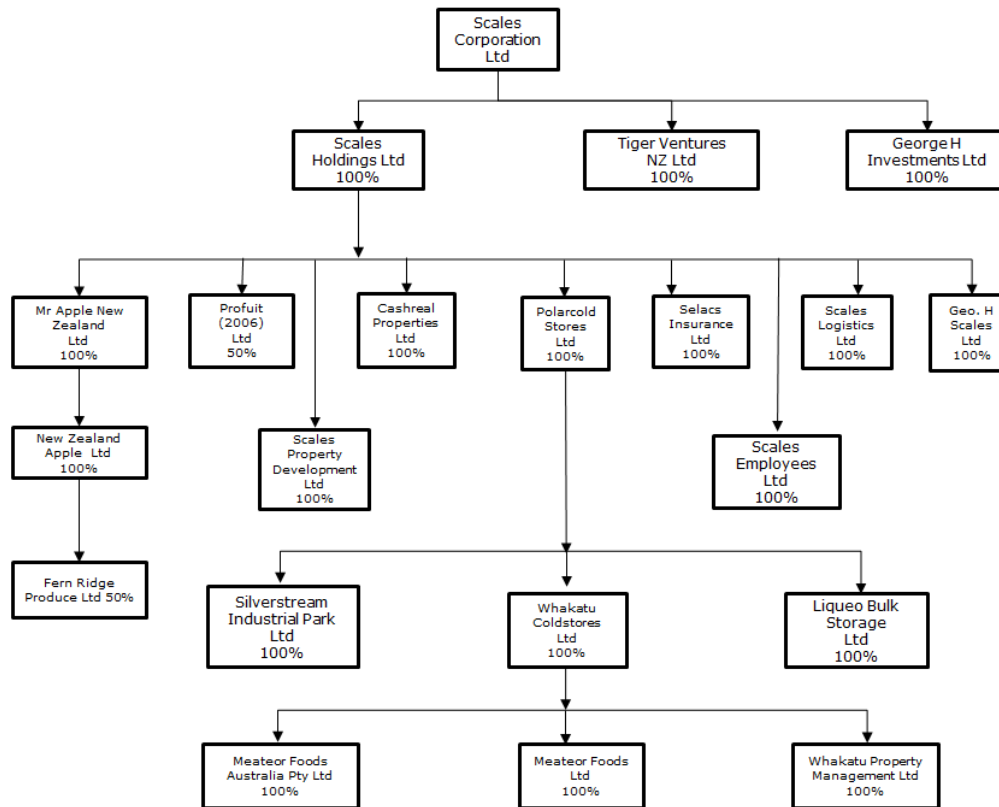 Scales
Corporation
Ltd
Scales
Holdings Ltd
100%
Tiger Ventures
NZ Ltd
100%
George H
Investments Ltd
100%
Mr Apple New
Zealand
Ltd
100%
Profuit
(2006)
Ltd
50%
Cashreal
Properties
Ltd
100%
Polarcold
Stores
Ltd
100%
Selacs
Insurance
Ltd
100%
Scales
Logistics
Ltd
100%
Geo. H
Scales
Ltd
100%
New Zealand
Apple Ltd
100%
Scales
Property
Development
Ltd
100%
Scales
Employees
Ltd
100%
Fern Ridge
Produce Ltd 50%
Silverstream
Industrial Park
Ltd
100%
Whakatu
Coldstores
Ltd
100%
Liqueo Bulk
Storage
Ltd
100%
Meateor Foods
Australia Pty Ltd
100%
Meateor Foods
Ltd
100%
Whakatu Property
Management Ltd
100%